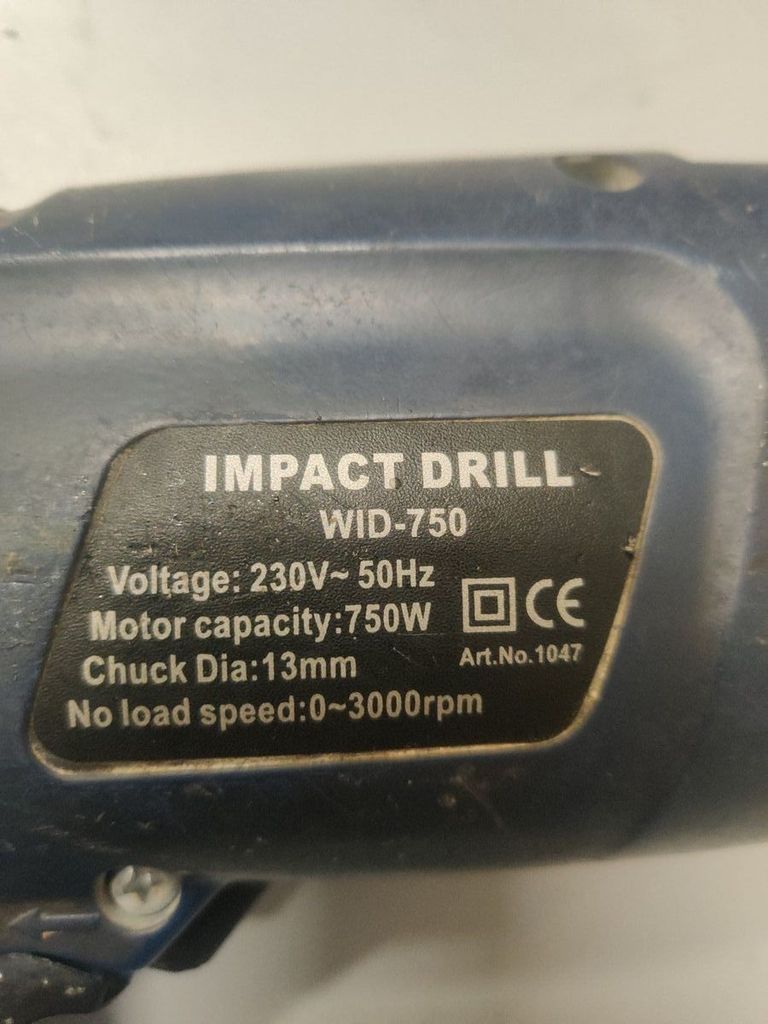 IMPACT DRILL
WID-750
Voltage: 230V~ 50Hz
Motor capacity:750W
CE
Chuck Dia:13mm
Art.No.1047
No load speed:0~3000rpm